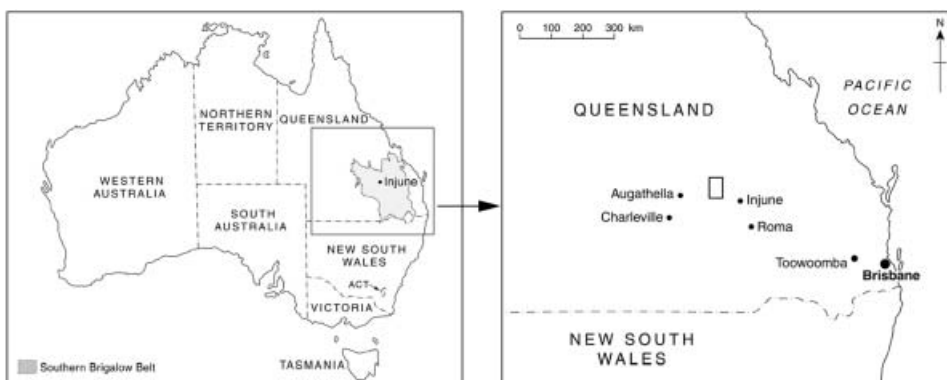 NORTHERN
TERRITORY
QUEENSLAND
WESTERN
AUSTRALIA
Injune
SOUTH
AUSTRALIA
NEW SOUTH
WALES
ACT
VICTORIA
TASMANIA
Southern Brigalow Belt
0 100 200 300 km
N
PACIFIC
OCEAN
QUEENSLAND
Augathella
Injune
Charleville
Roma
Toowoomba
Brisbane
NEW SOUTH
WALES